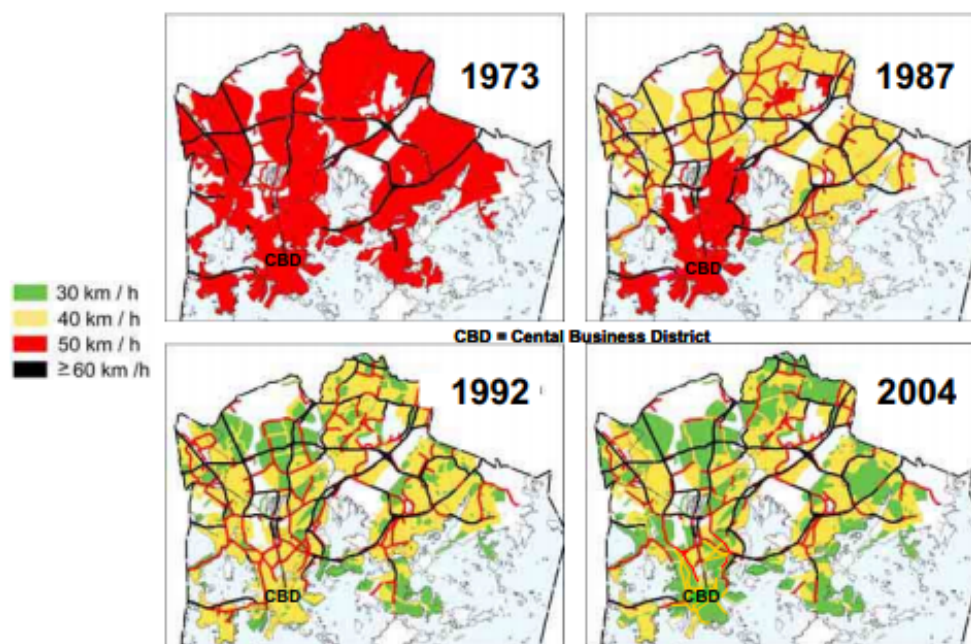 1973
1987
CBD
CBD
30 km / h
40 km / h
50 km / h
≥60 km /h
CBD = Cental Business District
1992
2004
CBD
CBD